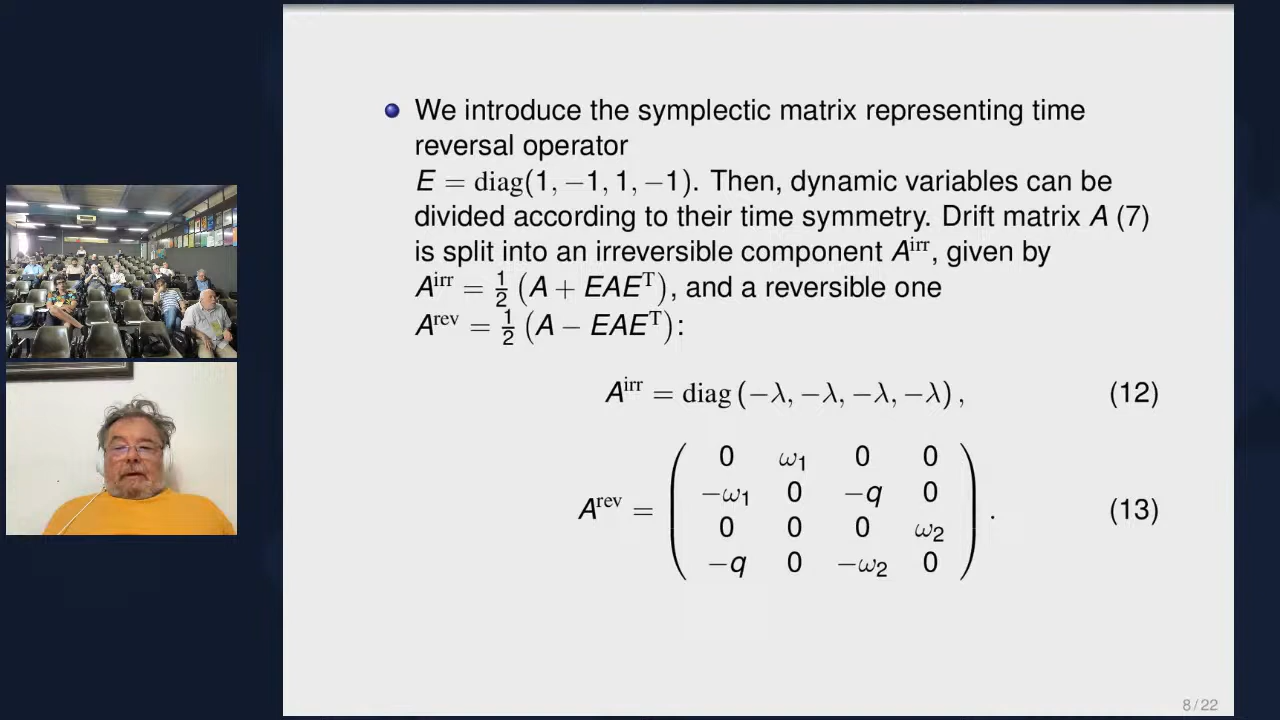 We introduce the symplectic matrix representing time
reversal operator
E = diag(1, −1, 1, −1). Then, dynamic variables can be
divided according to their time symmetry. Drift matrix A (7)
is split into an irreversible component A^irr, given by
A^irr = 1/2 (A + EAE^T), and a reversible one
A^rev = 1/2 (A − EAE^T):
A^irr = diag (−λ, −λ, −λ, −λ) , (12)
0 ω₁ 0 0
−ω₁ 0 −q 0
A^rev = ( ) . (13)
0 0 0 ω₂
−q 0 −ω₂ 0
8 / 22